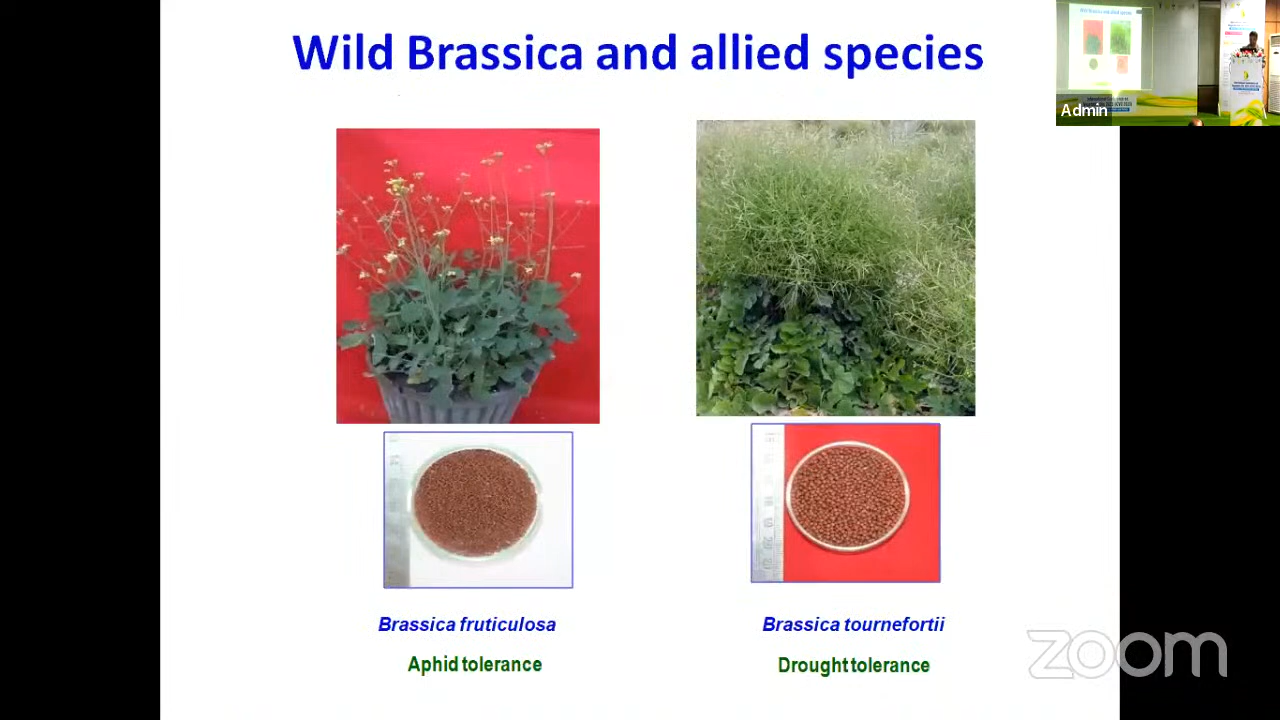 Wild Brassica and allied species
Admin
Brassica fruticulosa
Brassica tournefortii
Aphid tolerance
Drought tolerance
zoom